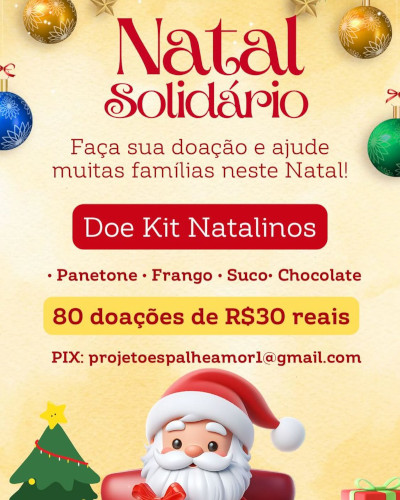 Natal
Solidário
Faça sua doação e ajude
muitas famílias neste Natal!
Doe Kit Natalinos
• Panetone • Frango • Suco• Chocolate
80 doações de R$30 reais
PIX: projetoespalheamor1@gmail.com